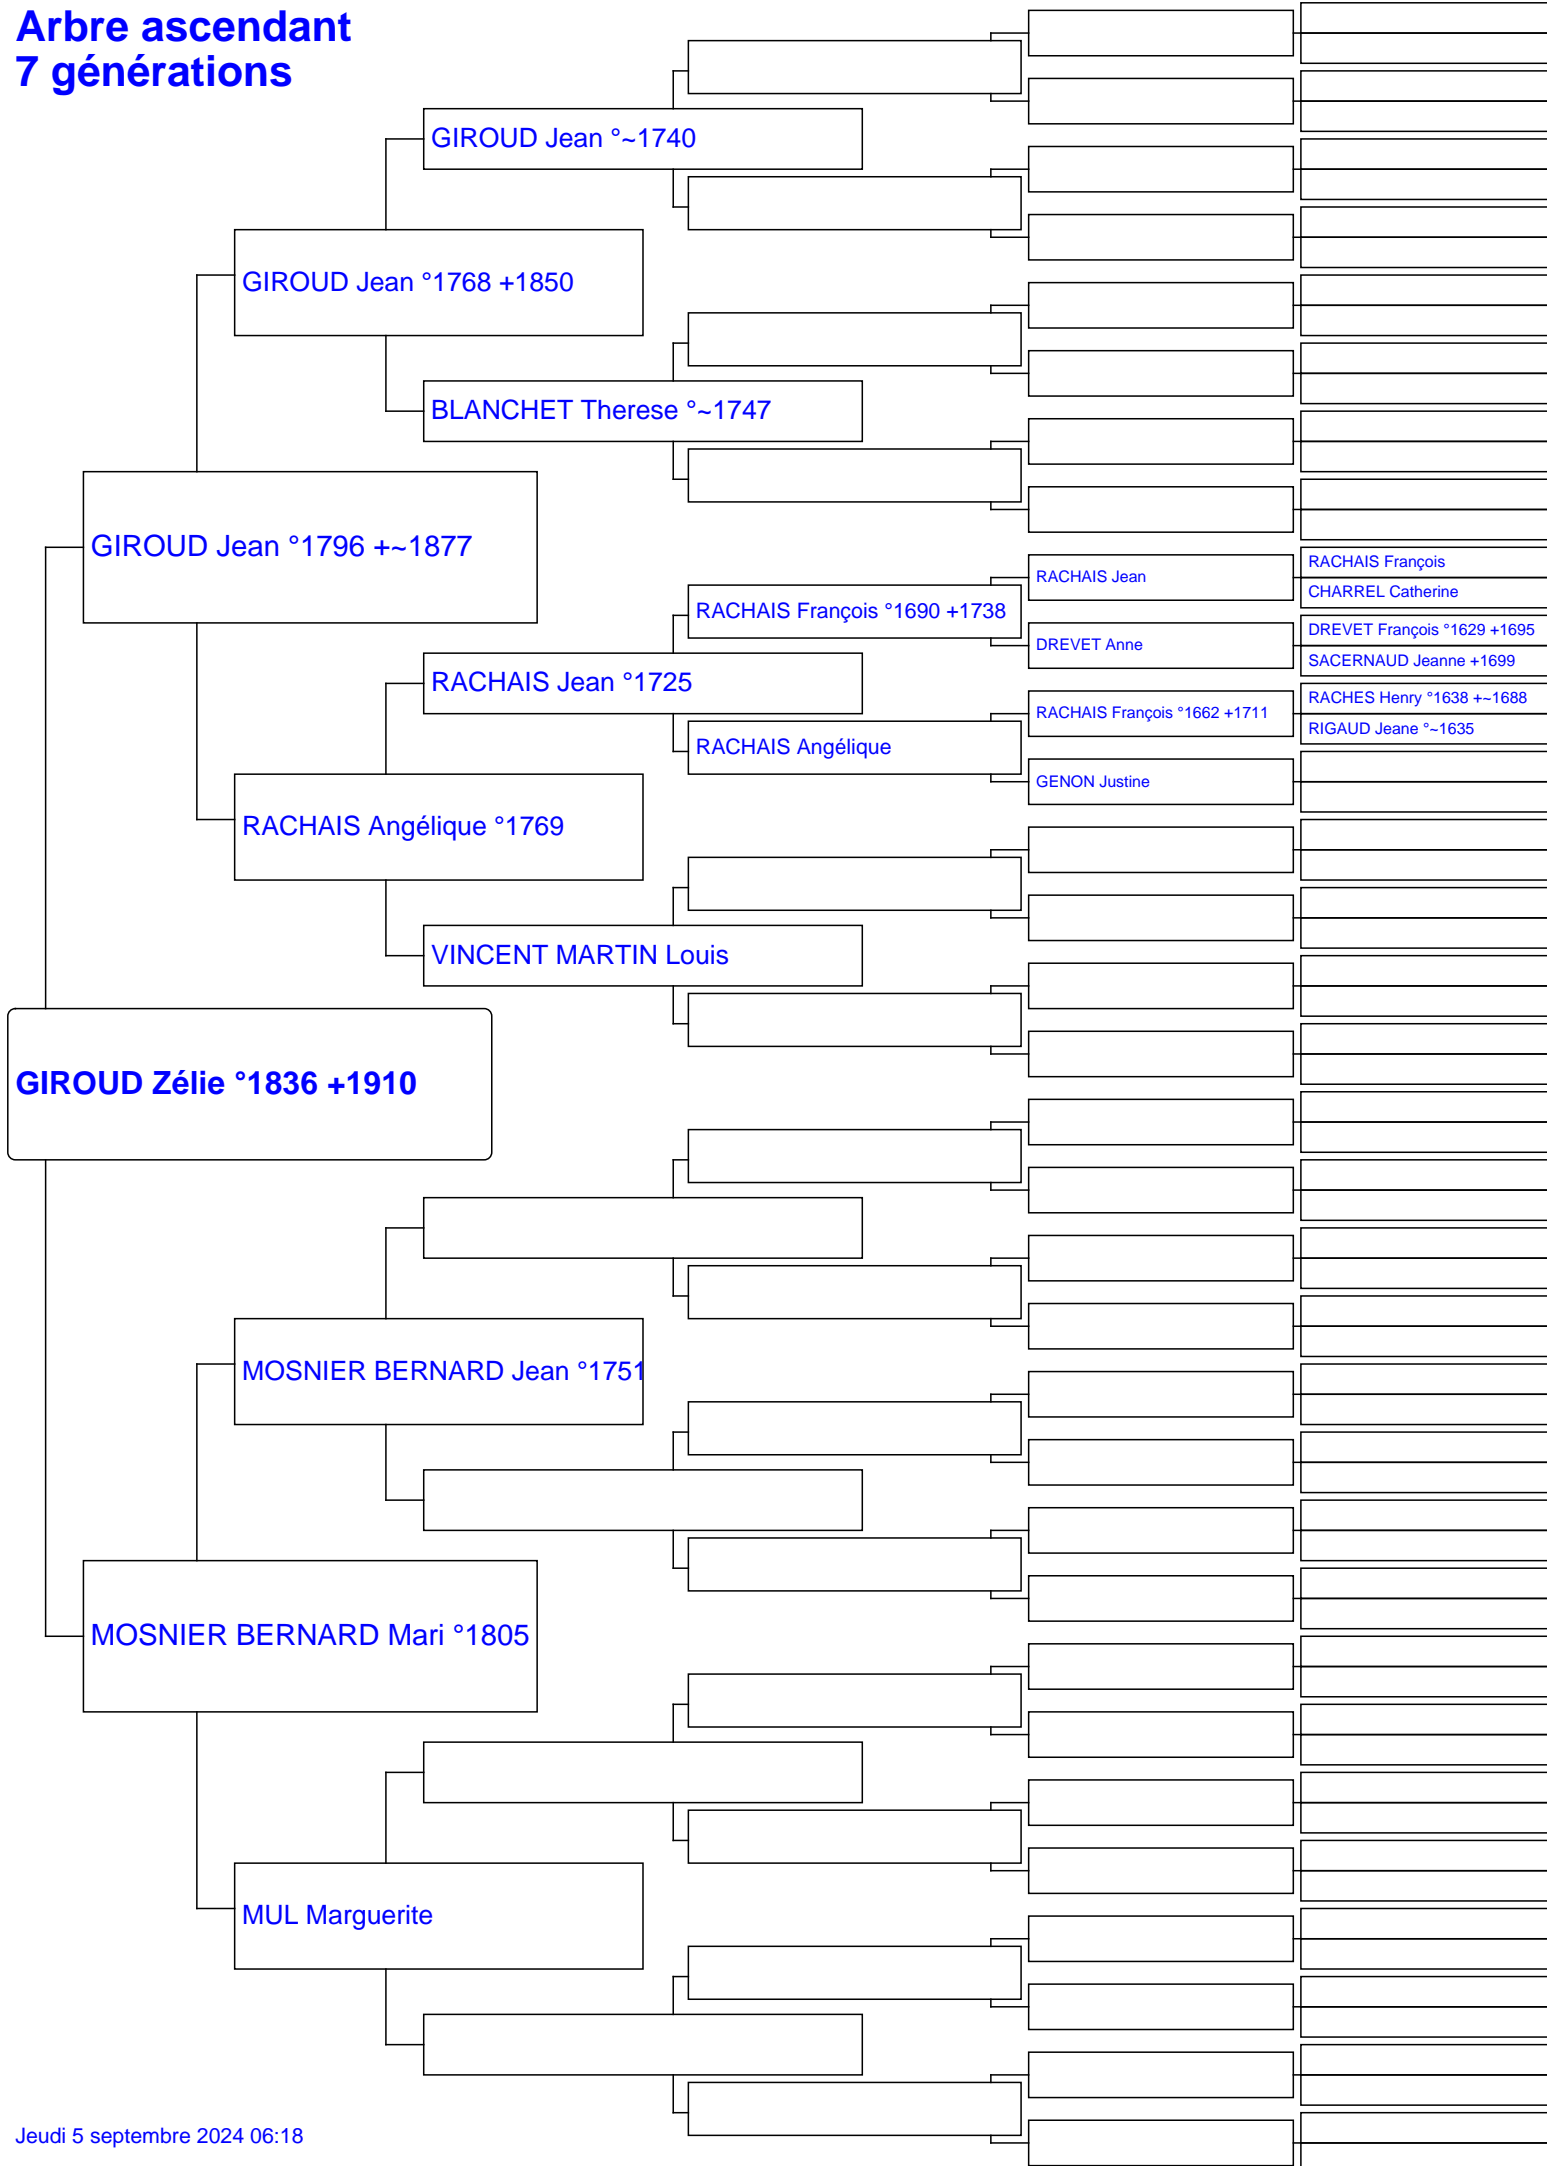 Arbre ascendant
7 générations
GIROUD Jean °~1740
GIROUD Jean °1768 +1850
BLANCHET Therese °~1747
GIROUD Jean °1796 +~1877
RACHAIS François
RACHAIS Jean
CHARREL Catherine
RACHAIS François °1690 +1738
DREVET François °1629 +1695
DREVET Anne
SACERNAUD Jeanne +1699
RACHAIS Jean °1725
RACHES Henry °1638 +~1688
RACHAIS François °1662 +1711
RIGAUD Jeane °~1635
RACHAIS Angélique
GENON Justine
RACHAIS Angélique °1769
VINCENT MARTIN Louis
GIROUD Zélie °1836 +1910
MOSNIER BERNARD Jean °1751
MOSNIER BERNARD Mari °1805
MUL Marguerite
Jeudi 5 septembre 2024 06:18